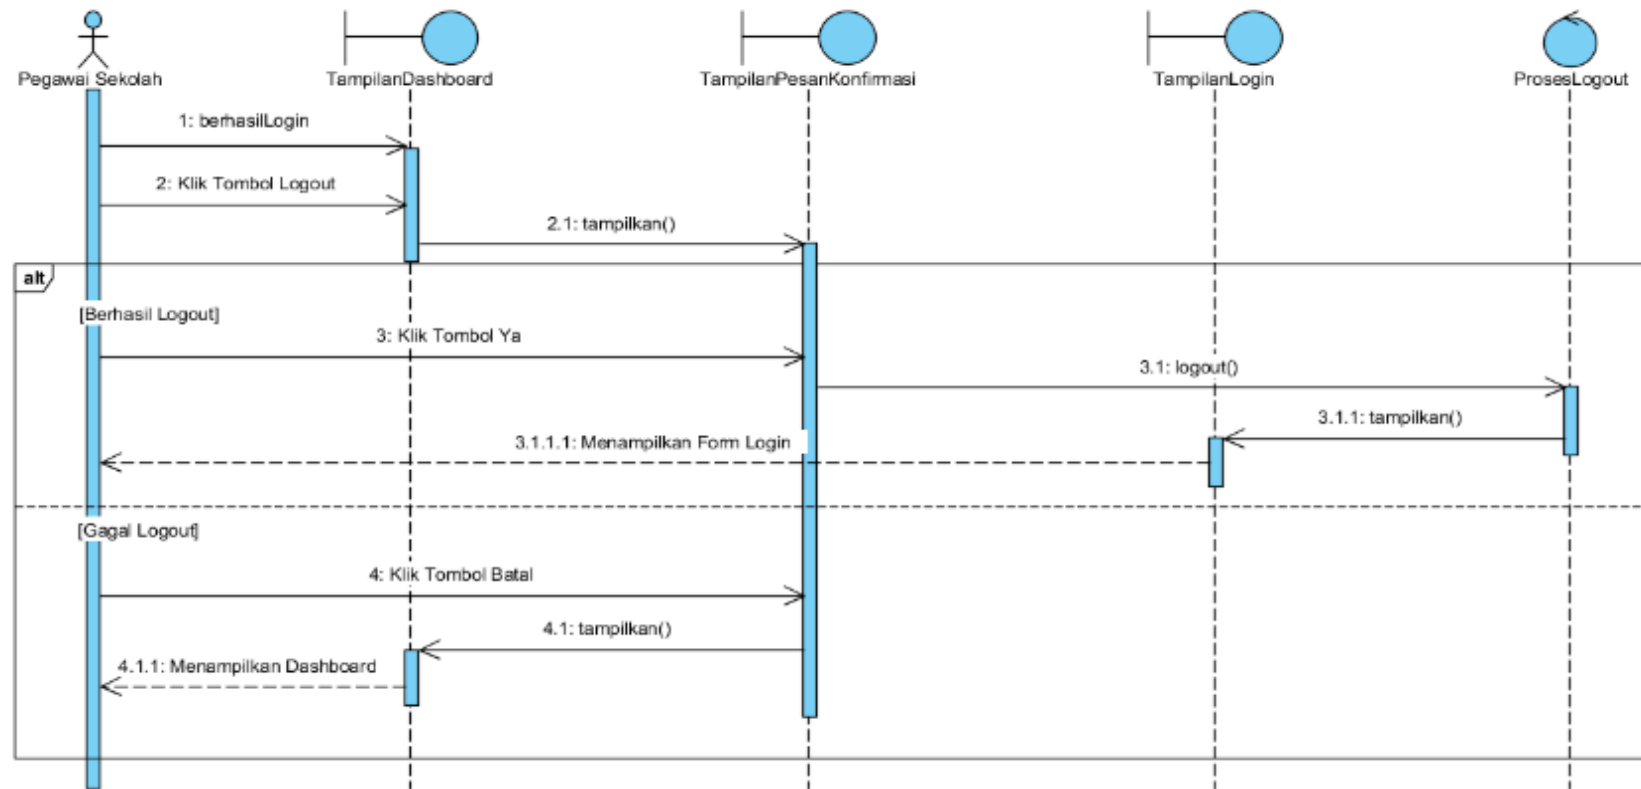 Pegawai Sekolah
TampilanDashboard
TampilanPesanKonfirmasi
TampilanLogin
ProsesLogout
1: berhasilLogin
2: Klik Tombol Logout
2.1: tampilkan()
alt
[Berhasil Logout]
3: Klik Tombol Ya
3.1: logout()
3.1.1: tampilkan()
3.1.1.1: Menampilkan Form Login
[Gagal Logout]
4: Klik Tombol Batal
4.1: tampilkan()
4.1.1: Menampilkan Dashboard